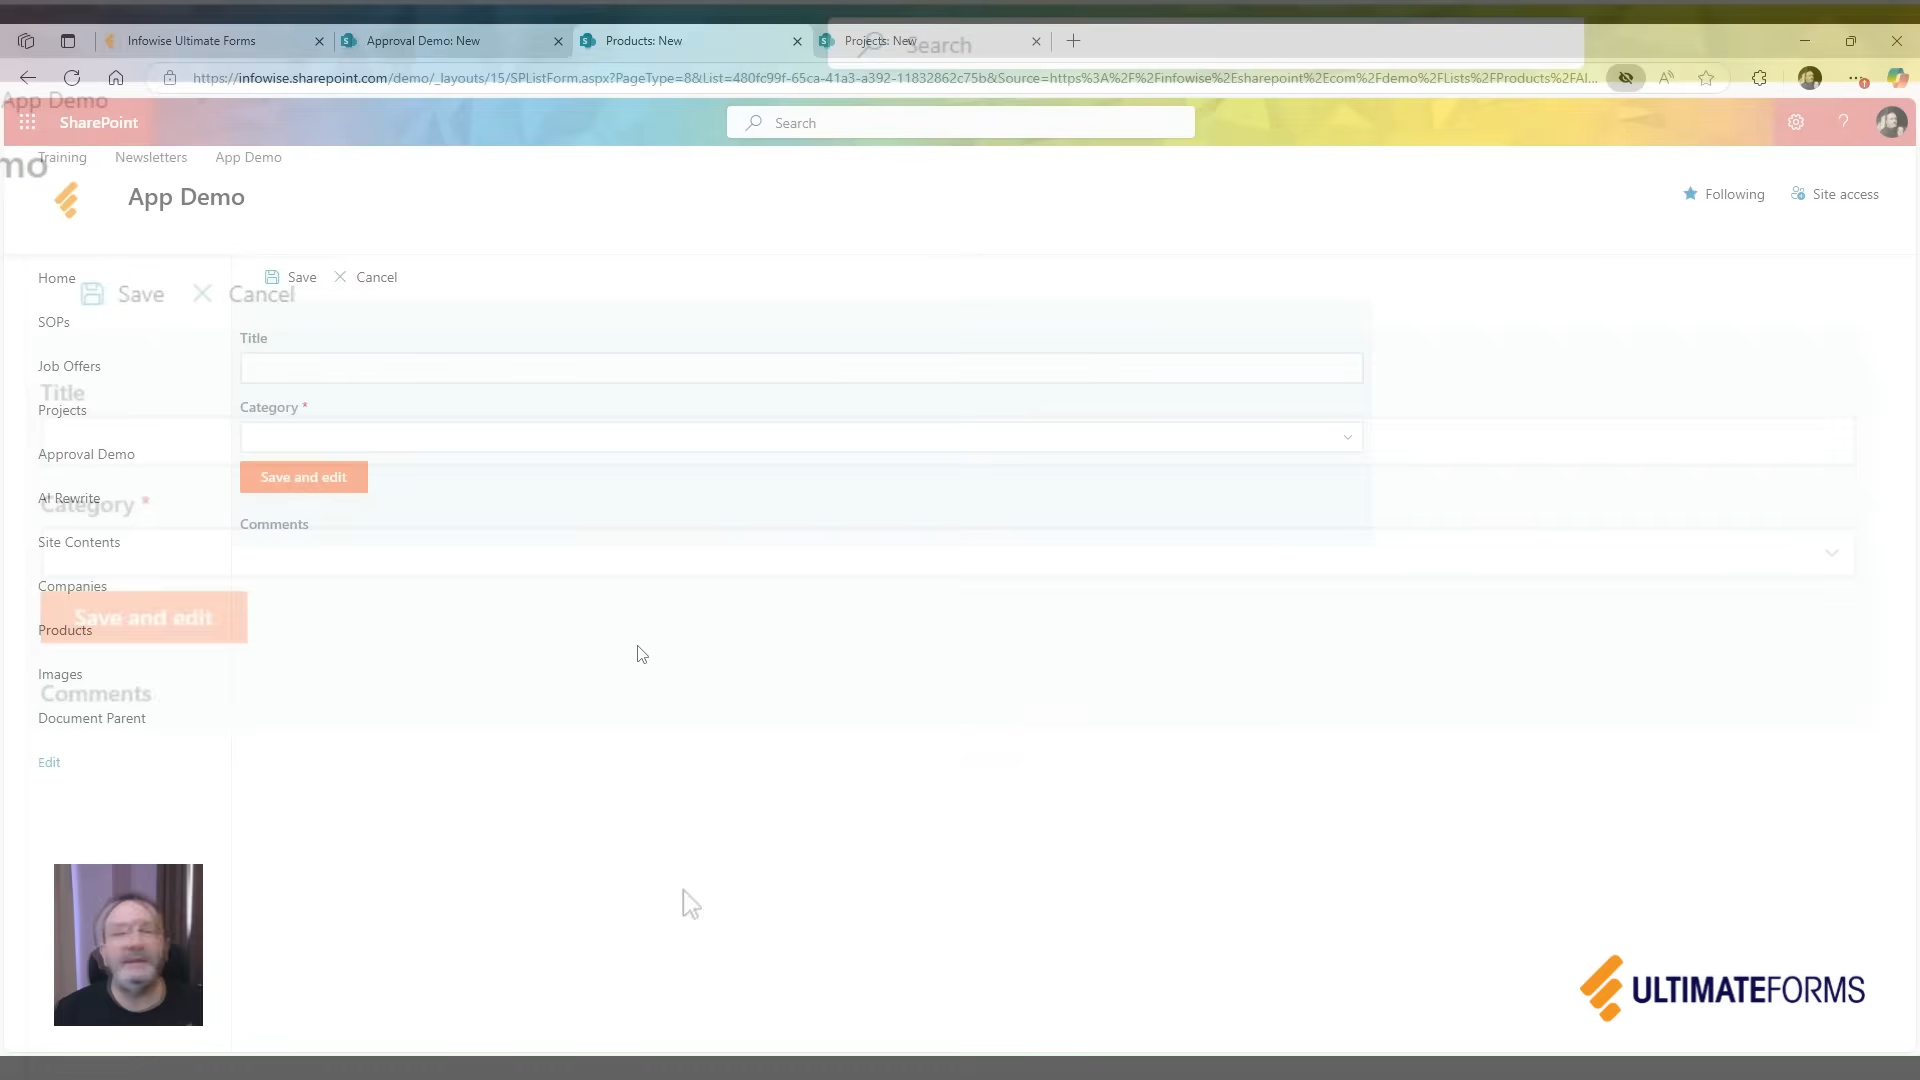 Infowise Ultimate Forms
Approval Demo: New
Products: New
Projects: New
Search
https://infowise.sharepoint.com/demo/_layouts/15/SPListForm.aspx?PageType=8&List=480fc99f-65ca-41a3-a392-11832862c75b&Source=https%3A%2F%2Finfowise%2Esharepoint%2Ecom%2Fdemo%2FLists%2FProducts%2FAl...
App Demo
SharePoint
Search
Training
Newsletters
App Demo
mo
App Demo
Following
Site access
Home
Save
Cancel
Save
Cancel
SOPs
Title
Job Offers
Title
Projects
Category *
Approval Demo
Save and edit
AI Rewrite
Category *
Comments
Site Contents
Companies
Save and edit
Products
Images
Comments
Document Parent
Edit
ULTIMATEFORMS